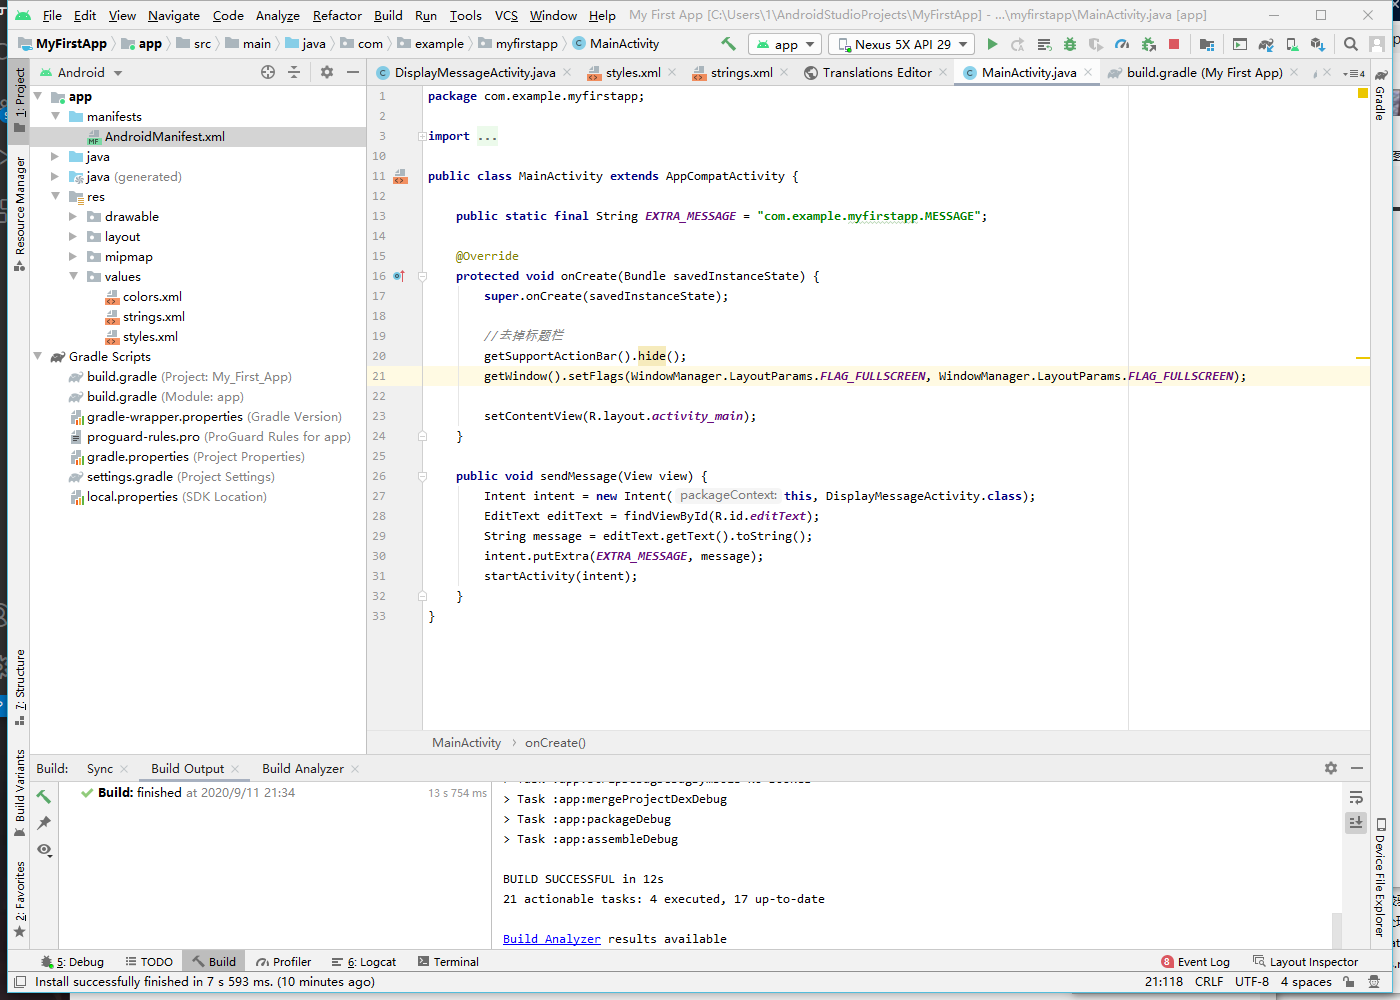 File Edit View Navigate Code Analyze Refactor Build Run Tools VCS Window Help My First App [C:\Users\1\AndroidStudioProjects\MyFirstApp] - ...\myfirstapp\MainActivity.java [app]
MyFirstApp app src main java com example myfirstapp MainActivity app Nexus 5X API 29
Android DisplayMessageActivity.java styles.xml strings.xml Translations Editor MainActivity.java build.gradle (My First App) 4
1: Project
Resource Manager
7: Structure
Build Variants
2: Favorites
app
manifests
AndroidManifest.xml
java
java (generated)
res
drawable
layout
mipmap
values
colors.xml
strings.xml
styles.xml
Gradle Scripts
build.gradle (Project: My_First_App)
build.gradle (Module: app)
gradle-wrapper.properties (Gradle Version)
proguard-rules.pro (ProGuard Rules for app)
gradle.properties (Project Properties)
settings.gradle (Project Settings)
local.properties (SDK Location)
1 package com.example.myfirstapp;
2
3 import ...
10
11 public class MainActivity extends AppCompatActivity {
12
13 public static final String EXTRA_MESSAGE = "com.example.myfirstapp.MESSAGE";
14
15 @Override
16 protected void onCreate(Bundle savedInstanceState) {
17 super.onCreate(savedInstanceState);
18
19 //去掉标题栏
20 getSupportActionBar().hide();
21 getWindow().setFlags(WindowManager.LayoutParams.FLAG_FULLSCREEN, WindowManager.LayoutParams.FLAG_FULLSCREEN);
22
23 setContentView(R.layout.activity_main);
24 }
25
26 public void sendMessage(View view) {
27 Intent intent = new Intent( packageContext: this, DisplayMessageActivity.class);
28 EditText editText = findViewById(R.id.editText);
29 String message = editText.getText().toString();
30 intent.putExtra(EXTRA_MESSAGE, message);
31 startActivity(intent);
32 }
33 }
MainActivity onCreate()
Gradle
Device File Explorer
Build: Sync Build Output Build Analyzer
Build: finished at 2020/9/11 21:34 13 s 754 ms
> Task :app:mergeProjectDexDebug
> Task :app:packageDebug
> Task :app:assembleDebug
BUILD SUCCESSFUL in 12s
21 actionable tasks: 4 executed, 17 up-to-date
Build Analyzer results available
5: Debug TODO Build Profiler 6: Logcat Terminal 8 Event Log Layout Inspector
Install successfully finished in 7 s 593 ms. (10 minutes ago) 21:118 CRLF UTF-8 4 spaces